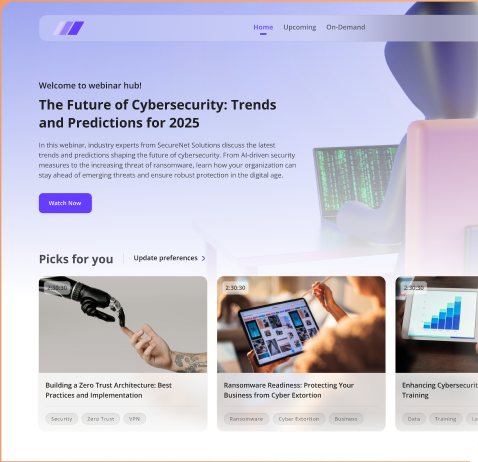 Home Upcoming On-Demand
Welcome to webinar hub!
The Future of Cybersecurity: Trends
and Predictions for 2025
In this webinar, industry experts from SecureNet Solutions discuss the latest
trends and predictions shaping the future of cybersecurity. From AI-driven security
measures to the increasing threat of ransomware, learn how your organization can
stay ahead of emerging threats and ensure robust protection in the digital age.
Watch Now
Picks for you
Update preferences
2:30:30
2:30:30
2:30:30
Building a Zero Trust Architecture: Best
Practices and Implementation
Security Zero Trust VPN
Ransomware Readiness: Protecting Your
Business from Cyber Extortion
Ransomware Cyber Extortion Business
Enhancing Cybersecurit
Training
Data Training